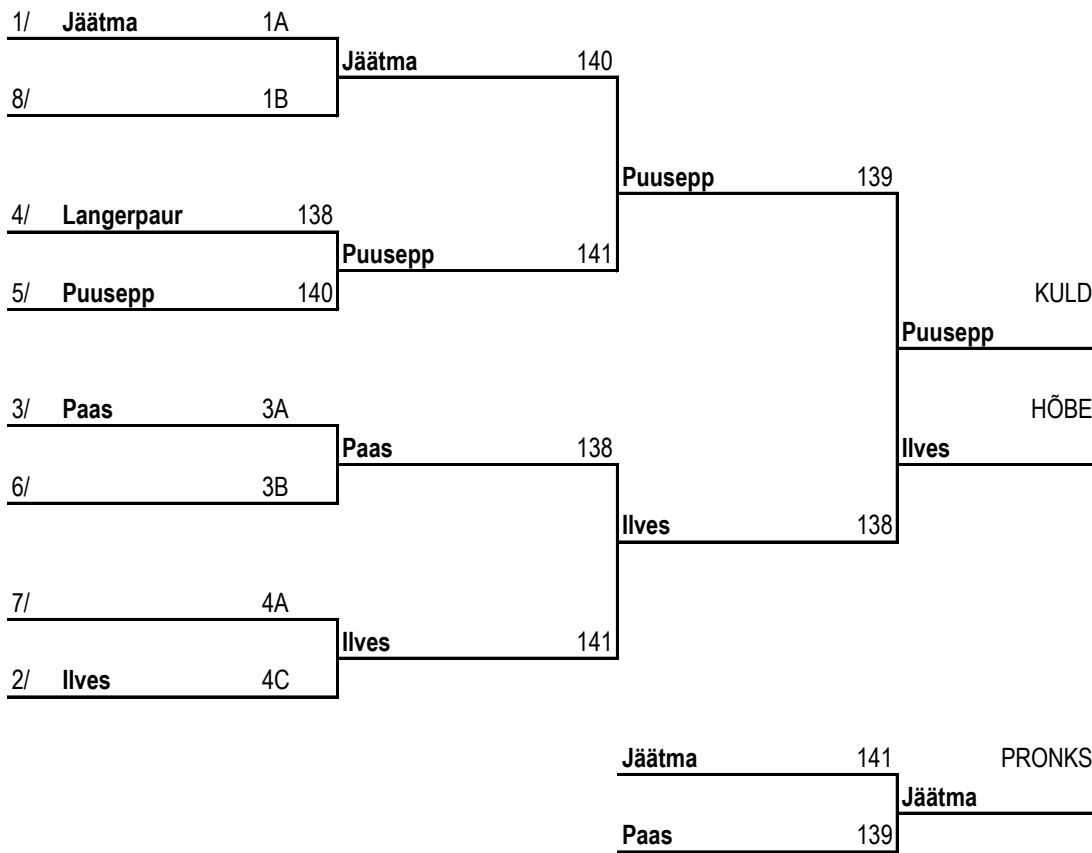 1/ Jäätma 1A
Jäätma 140
8/ 1B
Puusepp 139
4/ Langerpaur 138
Puusepp 141
5/ Puusepp 140
KULD
Puusepp
3/ Paas 3A
HÕBE
Paas 138
Ilves
6/ 3B
Ilves 138
7/ 4A
Ilves 141
2/ Ilves 4C
Jäätma 141
PRONKS
Jäätma
Paas 139